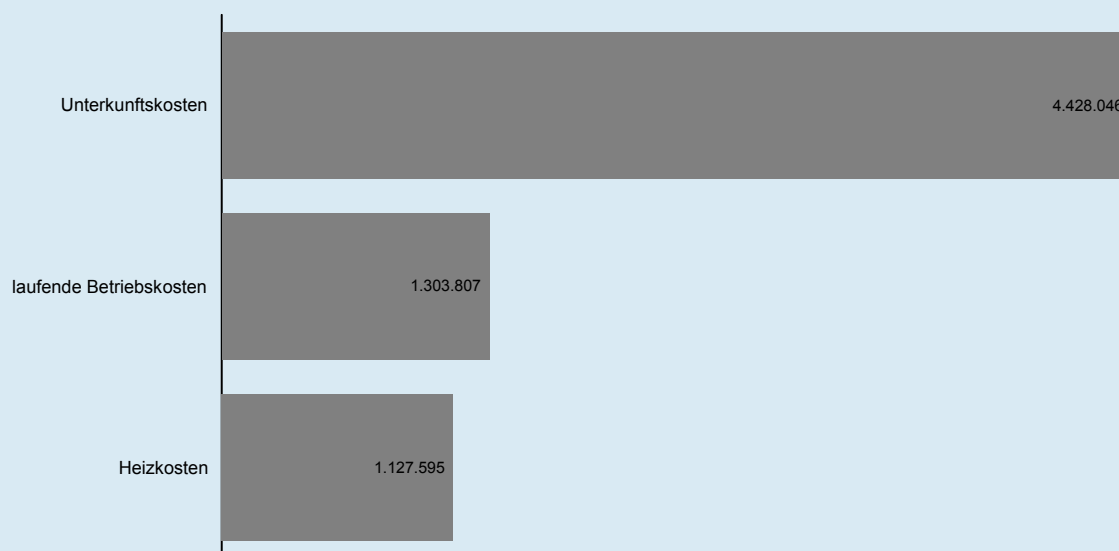 Unterkunftskosten
4.428.046
laufende Betriebskosten
1.303.807
Heizkosten
1.127.595